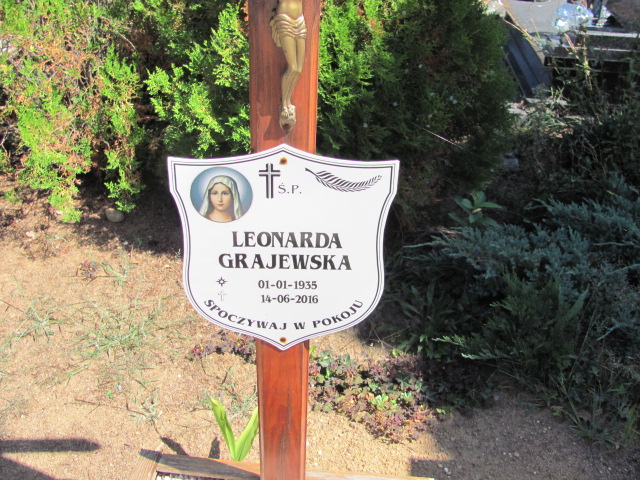 Ś.P.
LEONARDA
GRAJEWSKA
01-01-1935
14-06-2016
SPOCZYWAJ W POKOJU